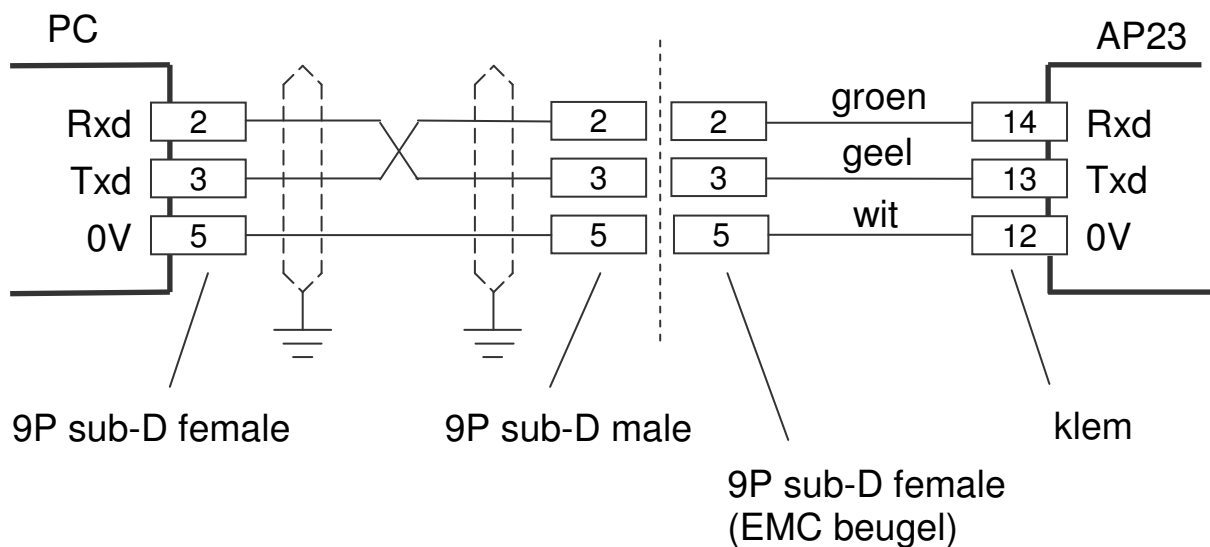 PC
AP23
Rxd 2 2 2 groen 14 Rxd
Txd 3 3 3 geel 13 Txd
0V 5 5 5 wit 12 0V
9P sub-D female
9P sub-D male
klem
9P sub-D female
(EMC beugel)